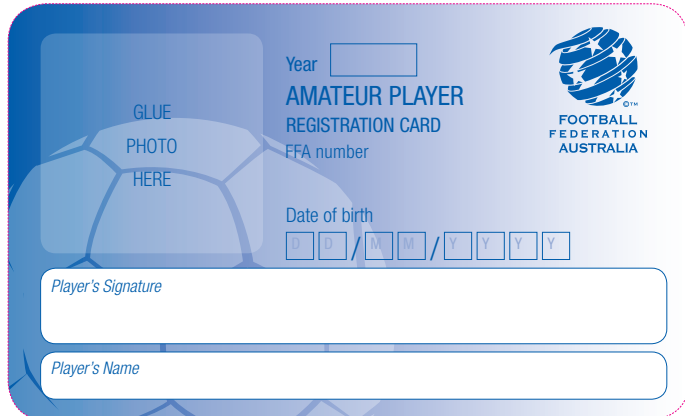 GLUE
PHOTO
HERE
Year
AMATEUR PLAYER
REGISTRATION CARD
FFA number
Date of birth
D D / M M / Y Y Y Y
©™
FOOTBALL
FEDERATION
AUSTRALIA
Player's Signature
Player's Name